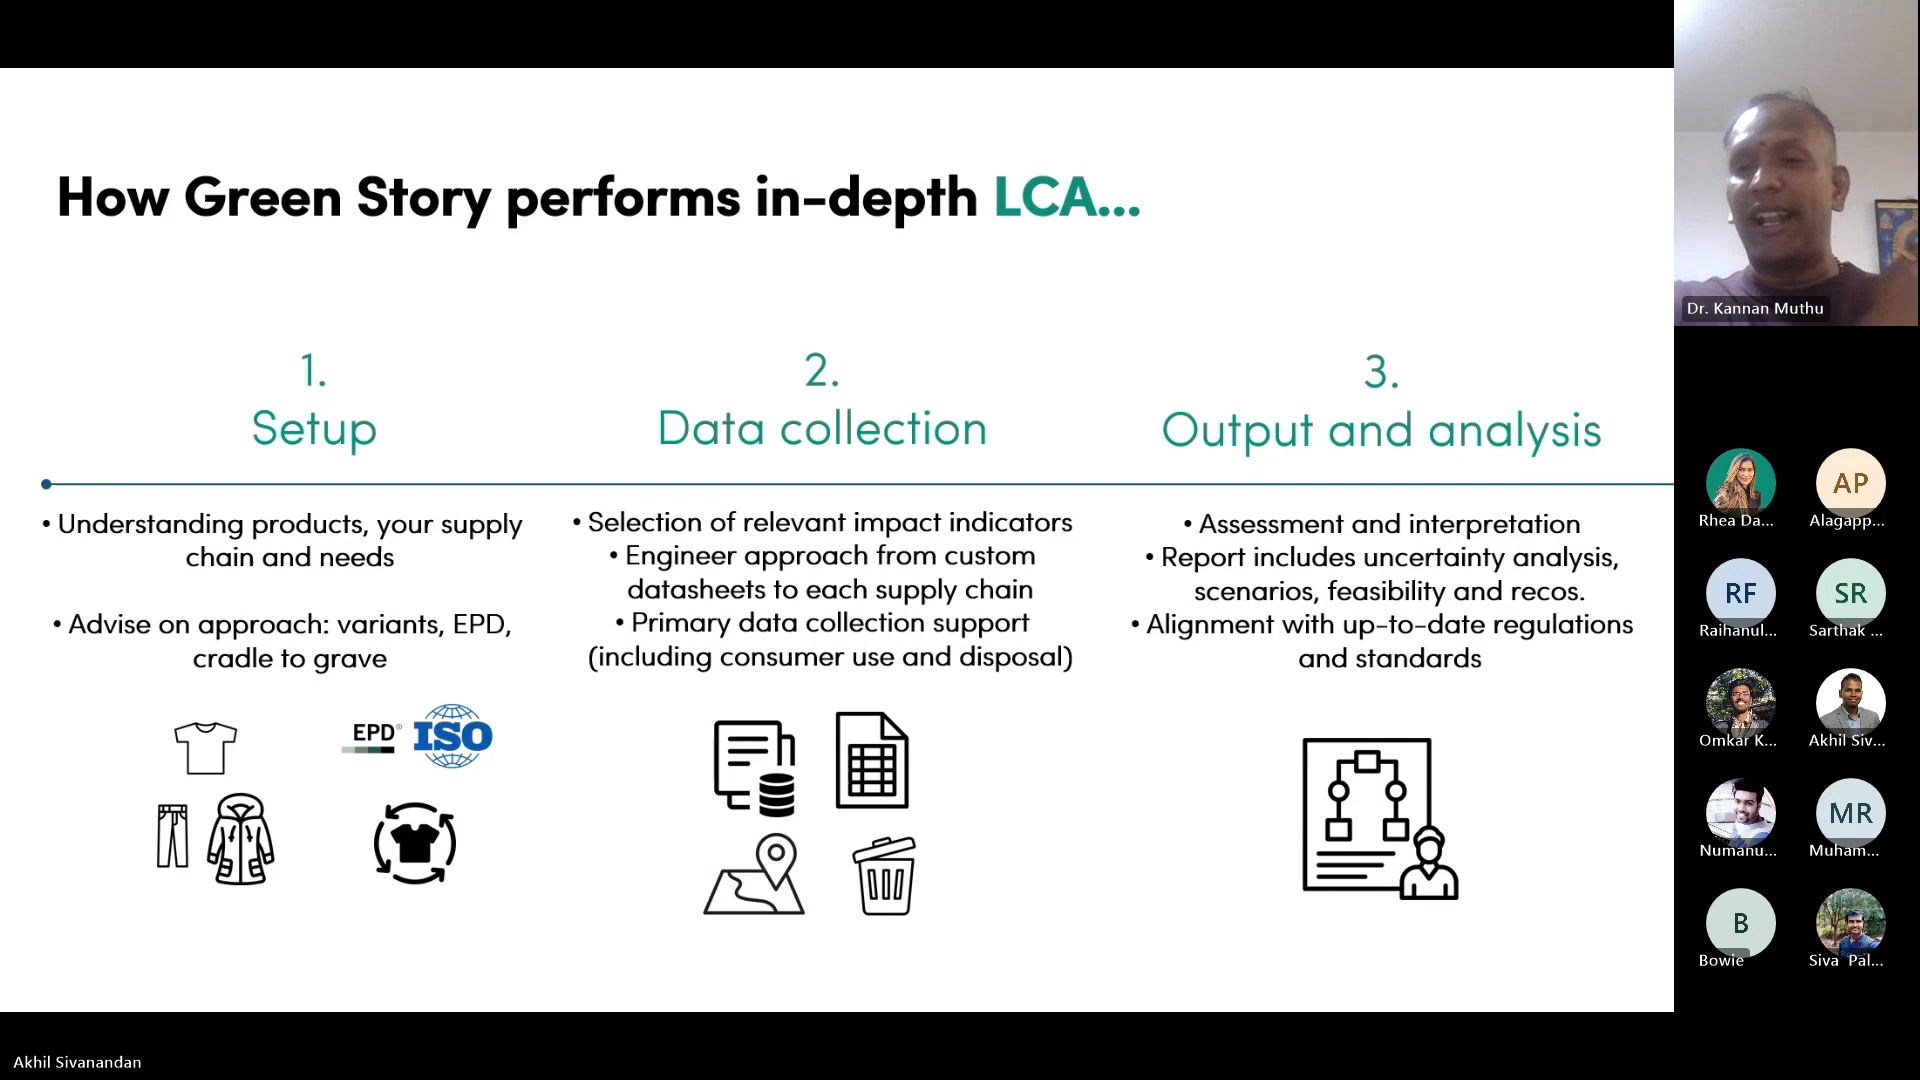 How Green Story performs in-depth LCA...
1.
Setup
• Understanding products, your supply
chain and needs
• Advise on approach: variants, EPD,
cradle to grave
EPD®
ISO
2.
Data collection
• Selection of relevant impact indicators
• Engineer approach from custom
datasheets to each supply chain
• Primary data collection support
(including consumer use and disposal)
3.
Output and analysis
• Assessment and interpretation
• Report includes uncertainty analysis,
scenarios, feasibility and recos.
• Alignment with up-to-date regulations
and standards
Dr. Kannan Muthu
Rhea Da...
AP
Alagapp...
RF
Raihanul...
SR
Sarthak ...
Omkar K...
Akhil Siv...
Numanu...
MR
Muham...
B
Bowie
Siva Pal...
Akhil Sivanandan